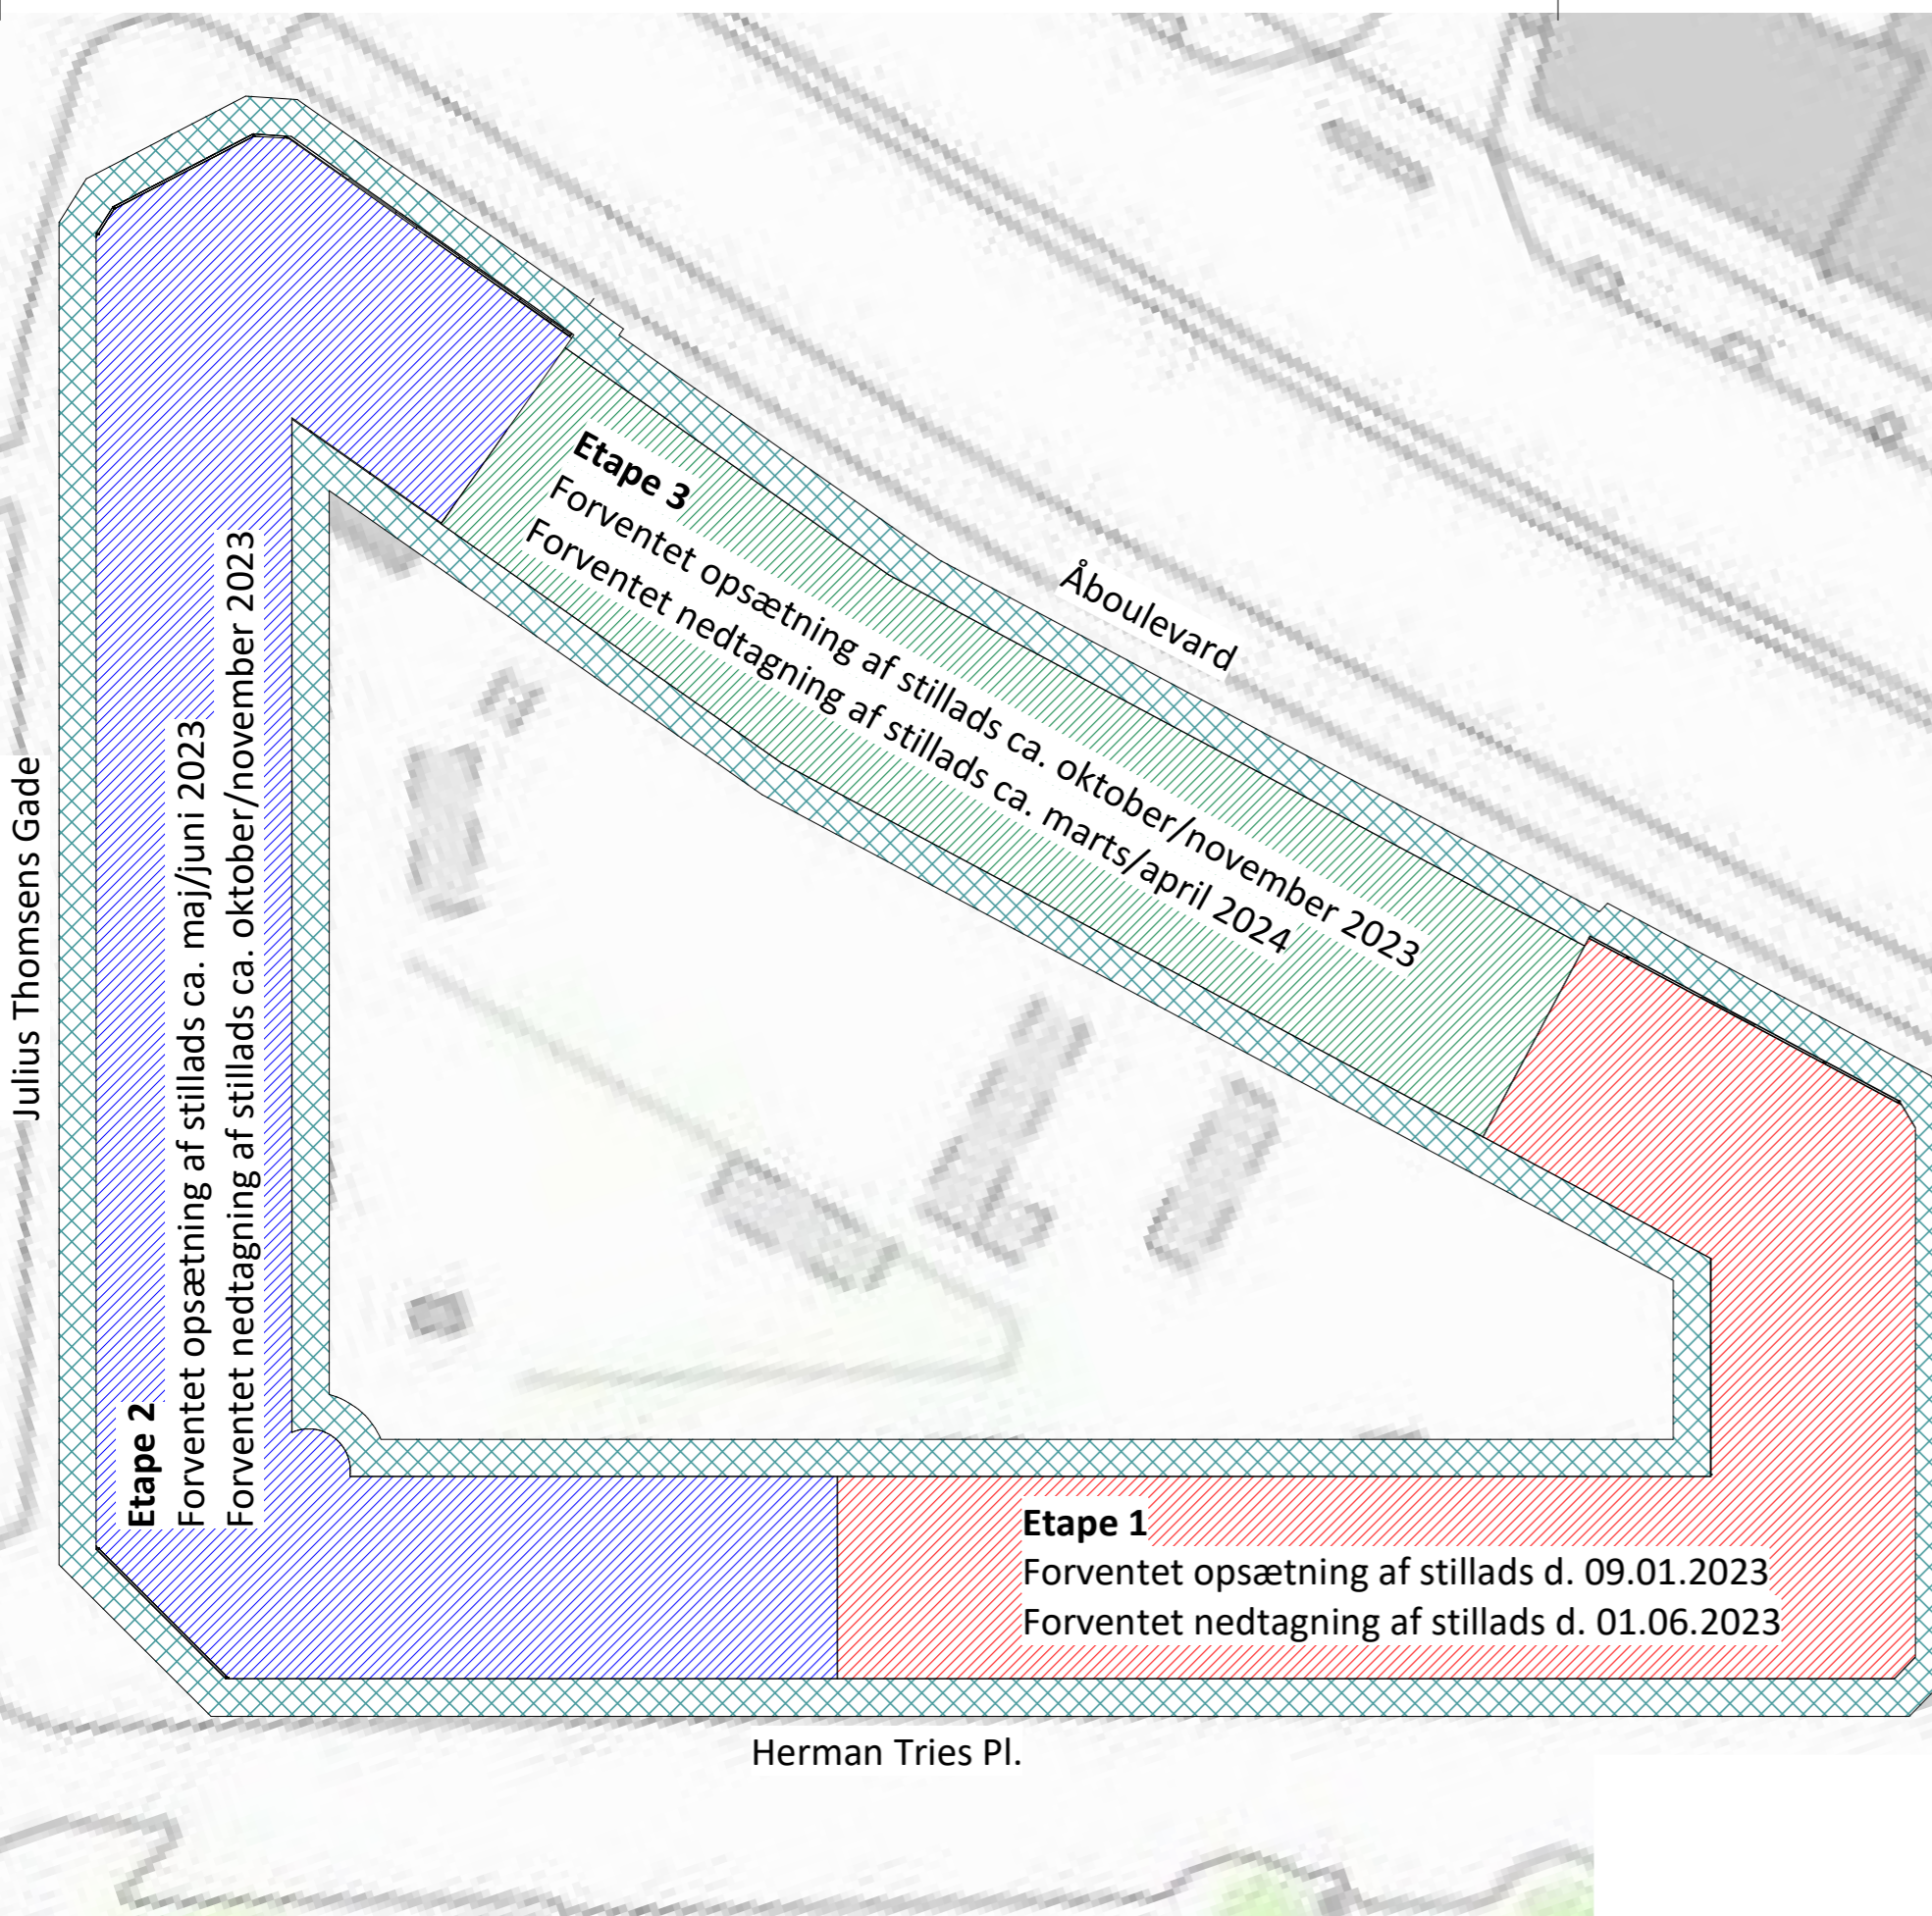 Etape 3
Forventet opsætning af stillads ca. oktober/november 2023
Forventet nedtagning af stillads ca. marts/april 2024
Åboulevard
Julius Thomsens Gade
Etape 2
Forventet opsætning af stillads ca. maj/juni 2023
Forventet nedtagning af stillads ca. oktober/november 2023
Etape 1
Forventet opsætning af stillads d. 09.01.2023
Forventet nedtagning af stillads d. 01.06.2023
Herman Tries Pl.